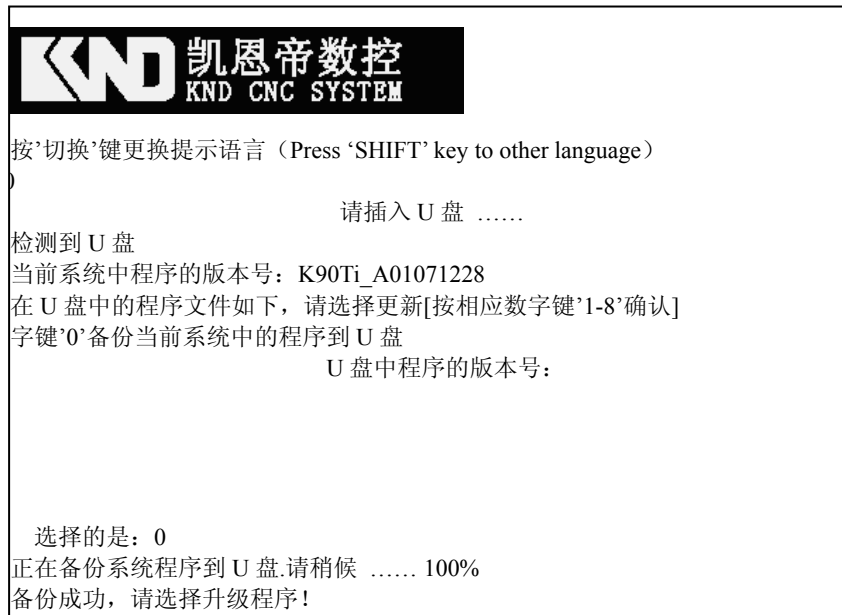 KND 凯恩帝数控
KND CNC SYSTEM
按’切换’键更换提示语言（Press ‘SHIFT’ key to other language）
)
请插入 U 盘 ……
检测到 U 盘
当前系统中程序的版本号：K90Ti_A01071228
在 U 盘中的程序文件如下，请选择更新[按相应数字键’1-8’确认]
字键’0’备份当前系统中的程序到 U 盘
U 盘中程序的版本号：
选择的是：0
正在备份系统程序到 U 盘.请稍候 …… 100%
备份成功，请选择升级程序！